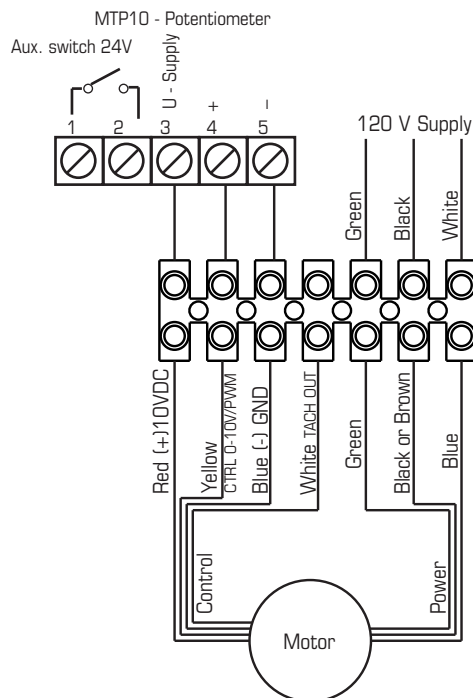 MTP10 - Potentiometer
Aux. switch 24V
U - Supply
+
–
1
2
3
4
5
120 V Supply
Green
Black
White
Red (+)10VDC
Yellow
CTRL 0-10V/PWM
Blue (-) GND
White TACH OUT
Green
Black or Brown
Blue
Control
Power
Motor